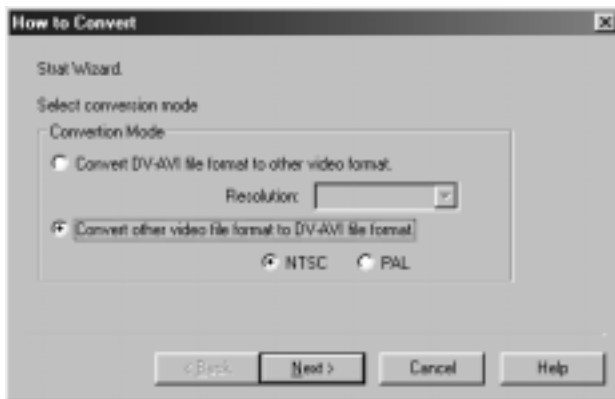 How to Convert
Strat Wizard.
Select conversion mode
Convertion Mode
Convert DV-AVI file format to other video format.
Resolution:
Convert other video file format to DV-AVI file format.
NTSC PAL
< Back Next > Cancel Help